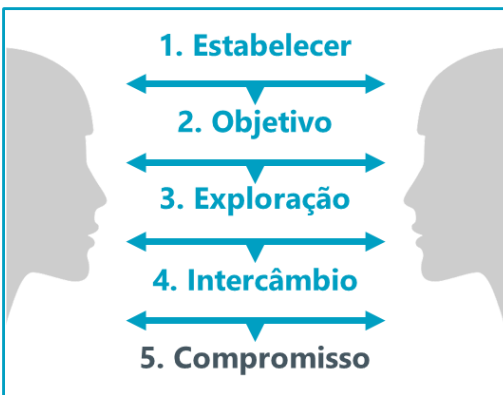 1. Estabelecer
2. Objetivo
3. Exploração
4. Intercâmbio
5. Compromisso